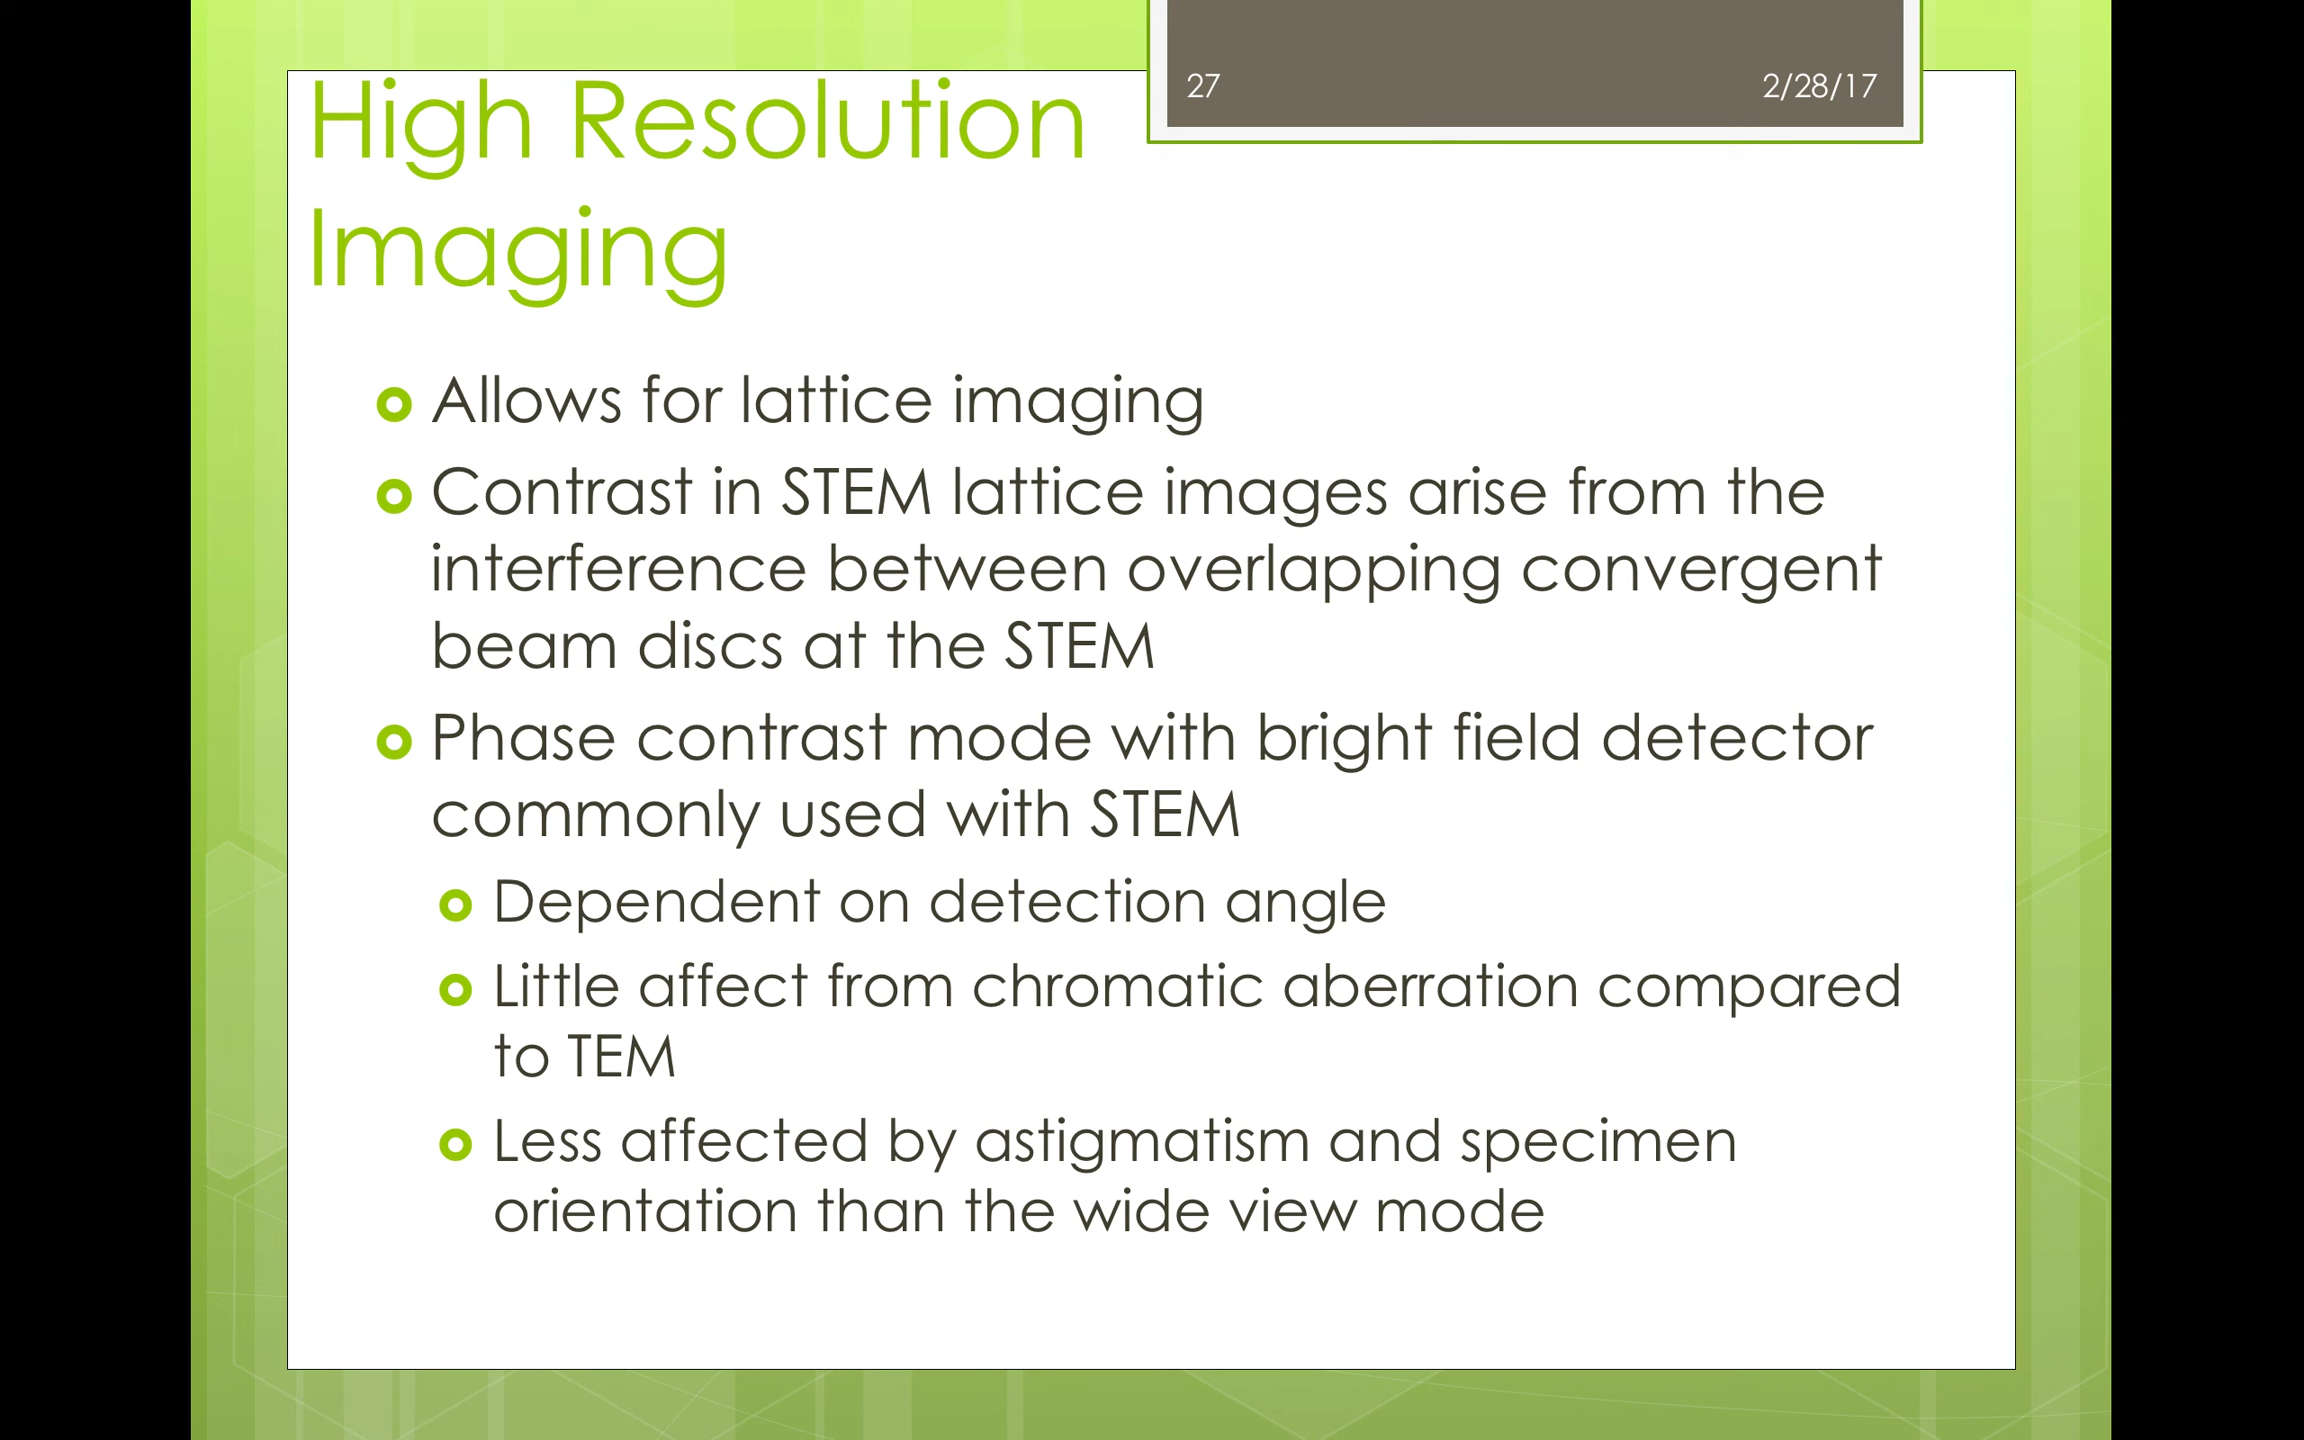 27
2/28/17
High Resolution
Imaging
Allows for lattice imaging
Contrast in STEM lattice images arise from the
interference between overlapping convergent
beam discs at the STEM
Phase contrast mode with bright field detector
commonly used with STEM
Dependent on detection angle
Little affect from chromatic aberration compared
to TEM
Less affected by astigmatism and specimen
orientation than the wide view mode